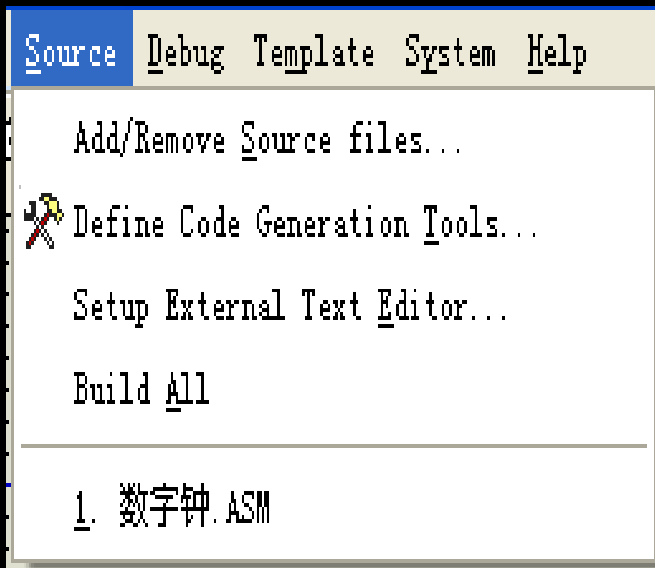 Source Debug Template System Help
Add/Remove Source files...
Define Code Generation Tools...
Setup External Text Editor...
Build All
1. 数字钟.ASM